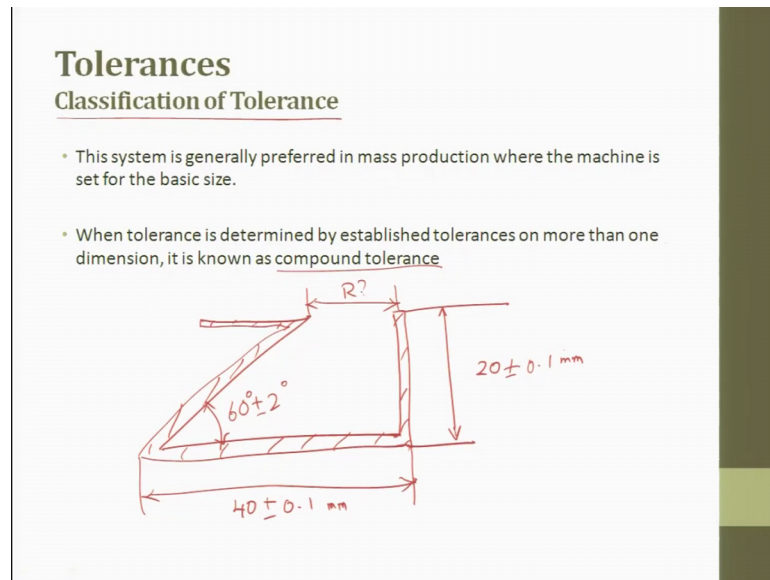 Tolerances
Classification of Tolerance
• This system is generally preferred in mass production where the machine is
set for the basic size.
• When tolerance is determined by established tolerances on more than one
dimension, it is known as compound tolerance
R?
20 ± 0.1 mm
60° ± 2°
40 ± 0.1 mm